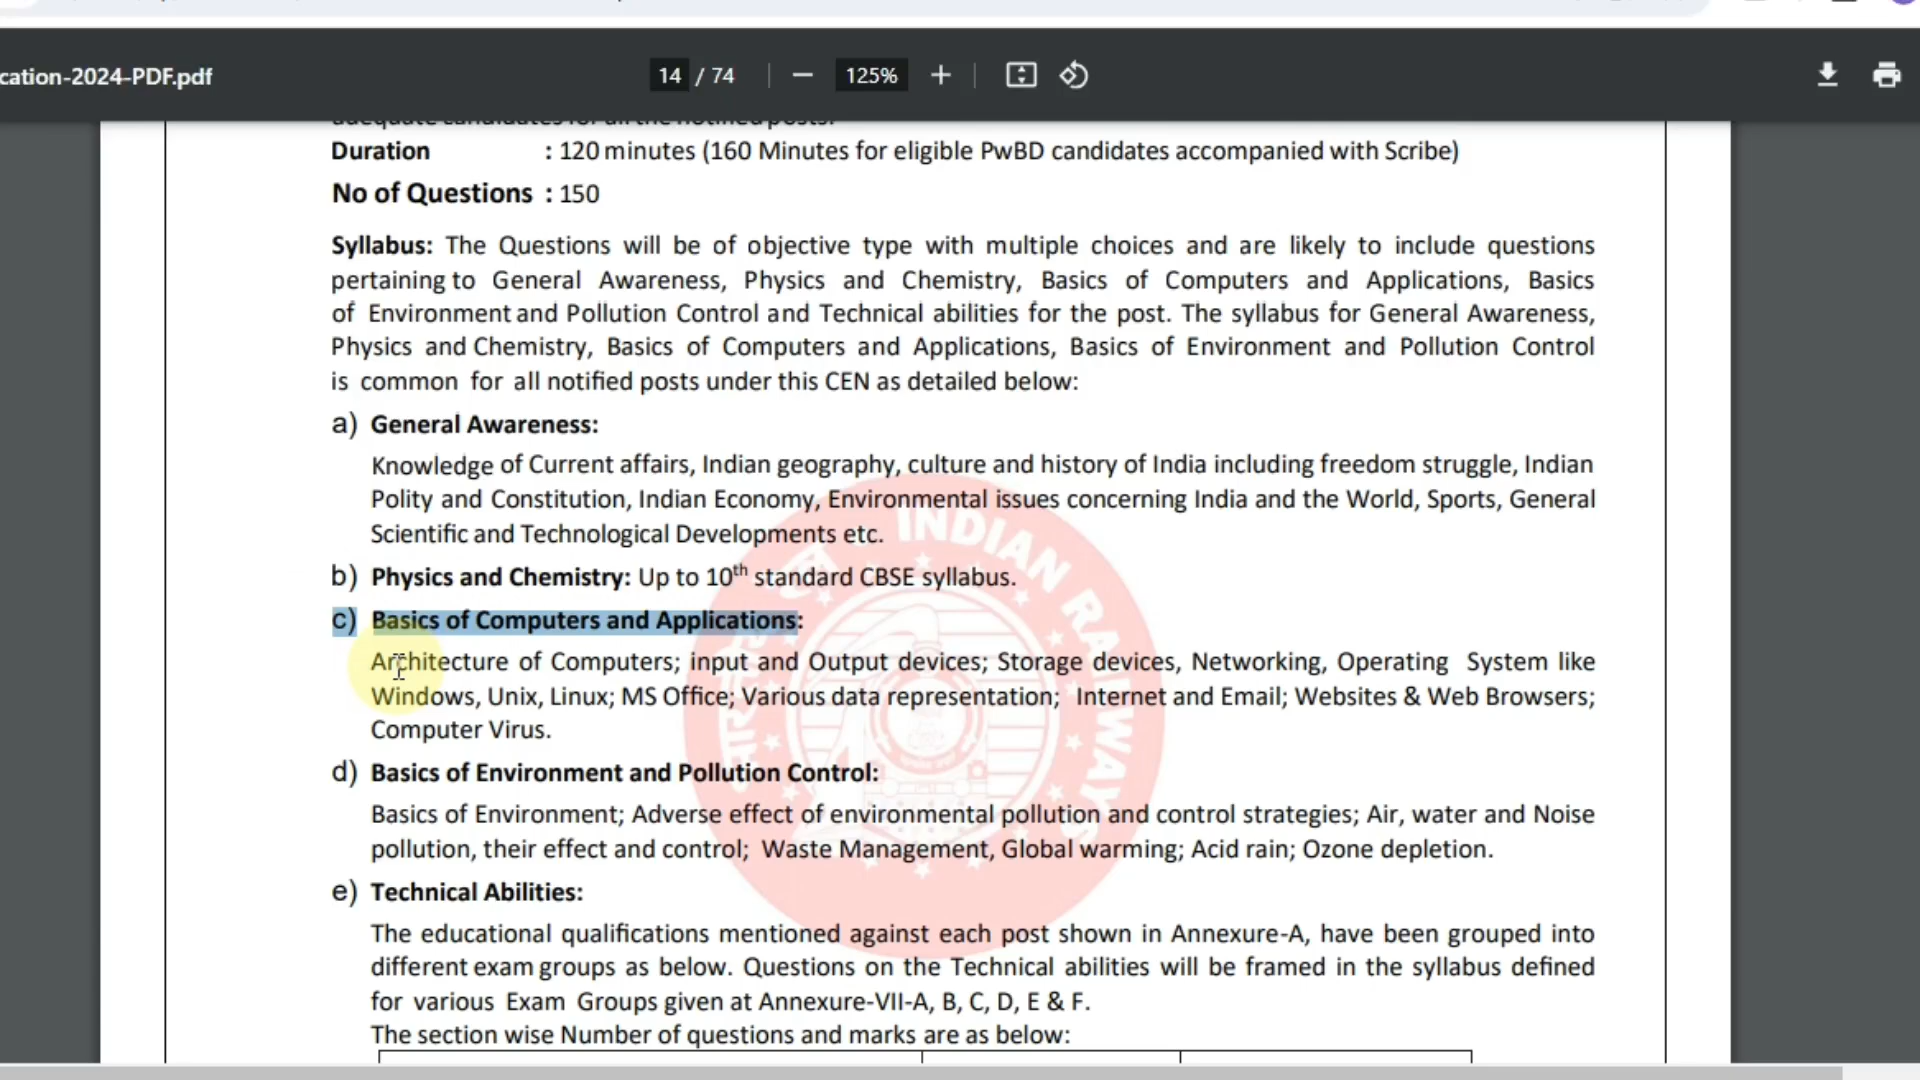 cation-2024-PDF.pdf
14 / 74
125%
adequate candidates for all the notified posts.
Duration : 120 minutes (160 Minutes for eligible PwBD candidates accompanied with Scribe)
No of Questions : 150
Syllabus: The Questions will be of objective type with multiple choices and are likely to include questions
pertaining to General Awareness, Physics and Chemistry, Basics of Computers and Applications, Basics
of Environment and Pollution Control and Technical abilities for the post. The syllabus for General Awareness,
Physics and Chemistry, Basics of Computers and Applications, Basics of Environment and Pollution Control
is common for all notified posts under this CEN as detailed below:
a) General Awareness:
Knowledge of Current affairs, Indian geography, culture and history of India including freedom struggle, Indian
Polity and Constitution, Indian Economy, Environmental issues concerning India and the World, Sports, General
Scientific and Technological Developments etc.
b) Physics and Chemistry: Up to 10th standard CBSE syllabus.
c) Basics of Computers and Applications:
Architecture of Computers; input and Output devices; Storage devices, Networking, Operating System like
Windows, Unix, Linux; MS Office; Various data representation; Internet and Email; Websites & Web Browsers;
Computer Virus.
d) Basics of Environment and Pollution Control:
Basics of Environment; Adverse effect of environmental pollution and control strategies; Air, water and Noise
pollution, their effect and control; Waste Management, Global warming; Acid rain; Ozone depletion.
e) Technical Abilities:
The educational qualifications mentioned against each post shown in Annexure-A, have been grouped into
different exam groups as below. Questions on the Technical abilities will be framed in the syllabus defined
for various Exam Groups given at Annexure-VII-A, B, C, D, E & F.
The section wise Number of questions and marks are as below:
भारतीय रेल
INDIAN RAILWAYS